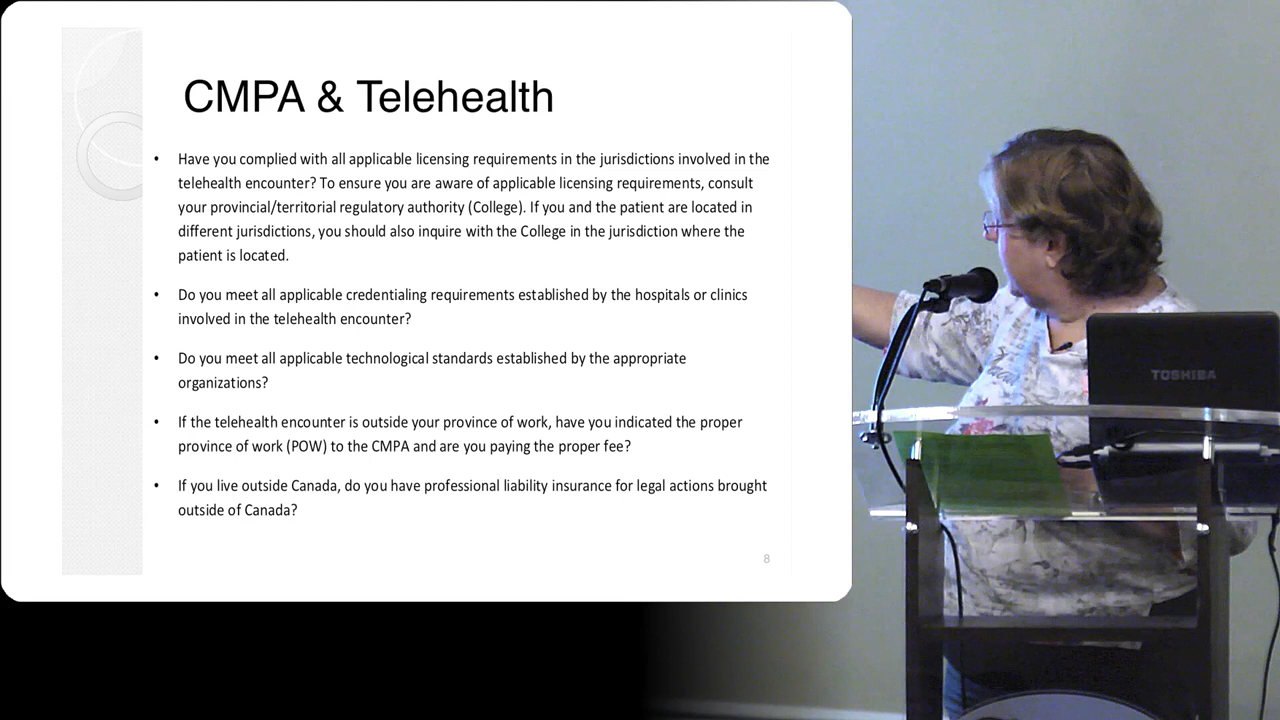 CMPA & Telehealth
• Have you complied with all applicable licensing requirements in the jurisdictions involved in the
telehealth encounter? To ensure you are aware of applicable licensing requirements, consult
your provincial/territorial regulatory authority (College). If you and the patient are located in
different jurisdictions, you should also inquire with the College in the jurisdiction where the
patient is located.
• Do you meet all applicable credentialing requirements established by the hospitals or clinics
involved in the telehealth encounter?
• Do you meet all applicable technological standards established by the appropriate
organizations?
• If the telehealth encounter is outside your province of work, have you indicated the proper
province of work (POW) to the CMPA and are you paying the proper fee?
• If you live outside Canada, do you have professional liability insurance for legal actions brought
outside of Canada?
8
TOSHIBA